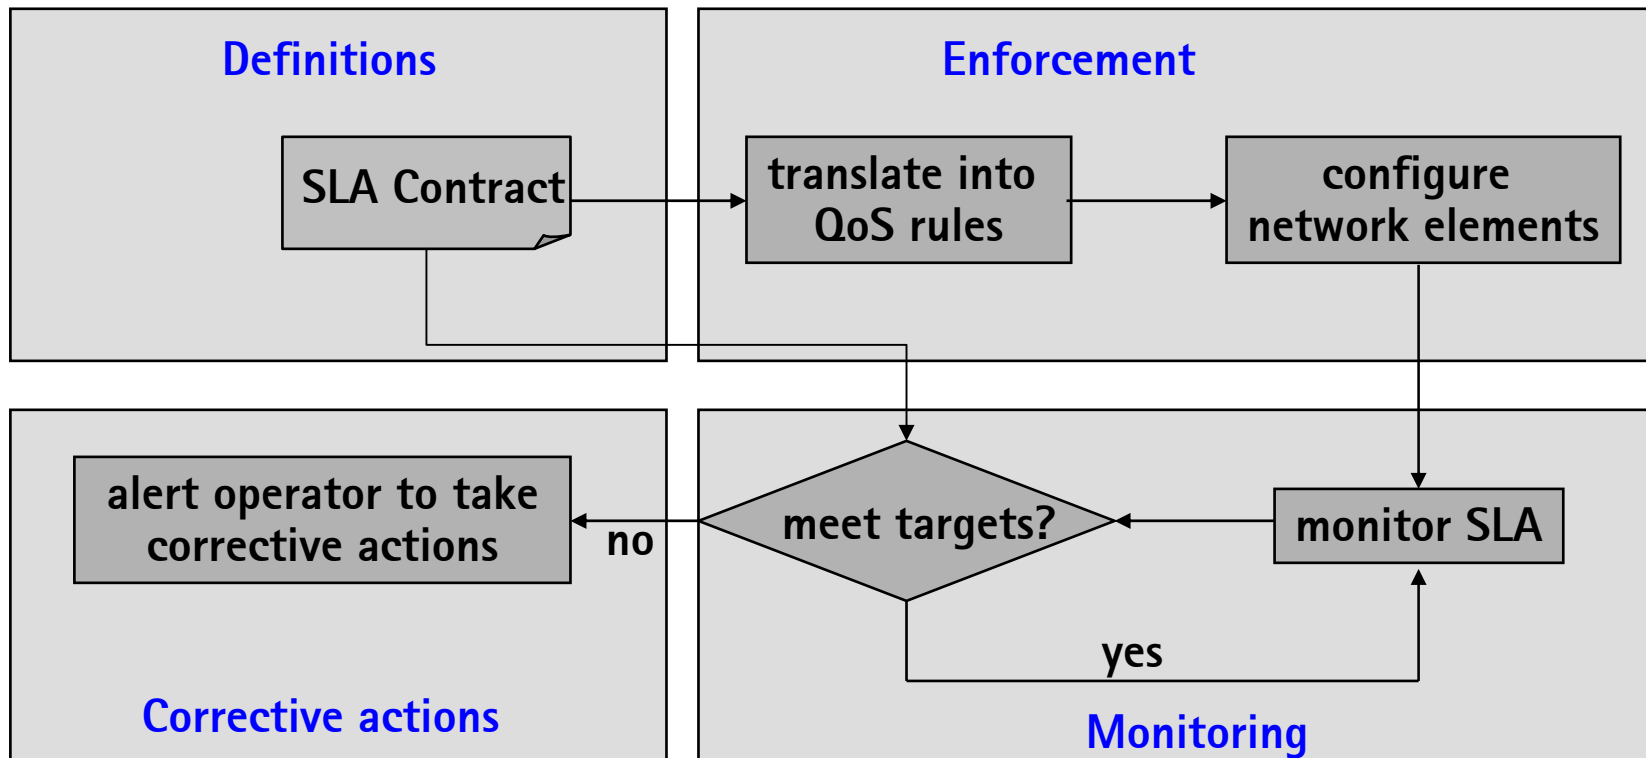 Definitions
Enforcement
SLA Contract
translate into
QoS rules
configure
network elements
alert operator to take
corrective actions
no
meet targets?
monitor SLA
yes
Corrective actions
Monitoring